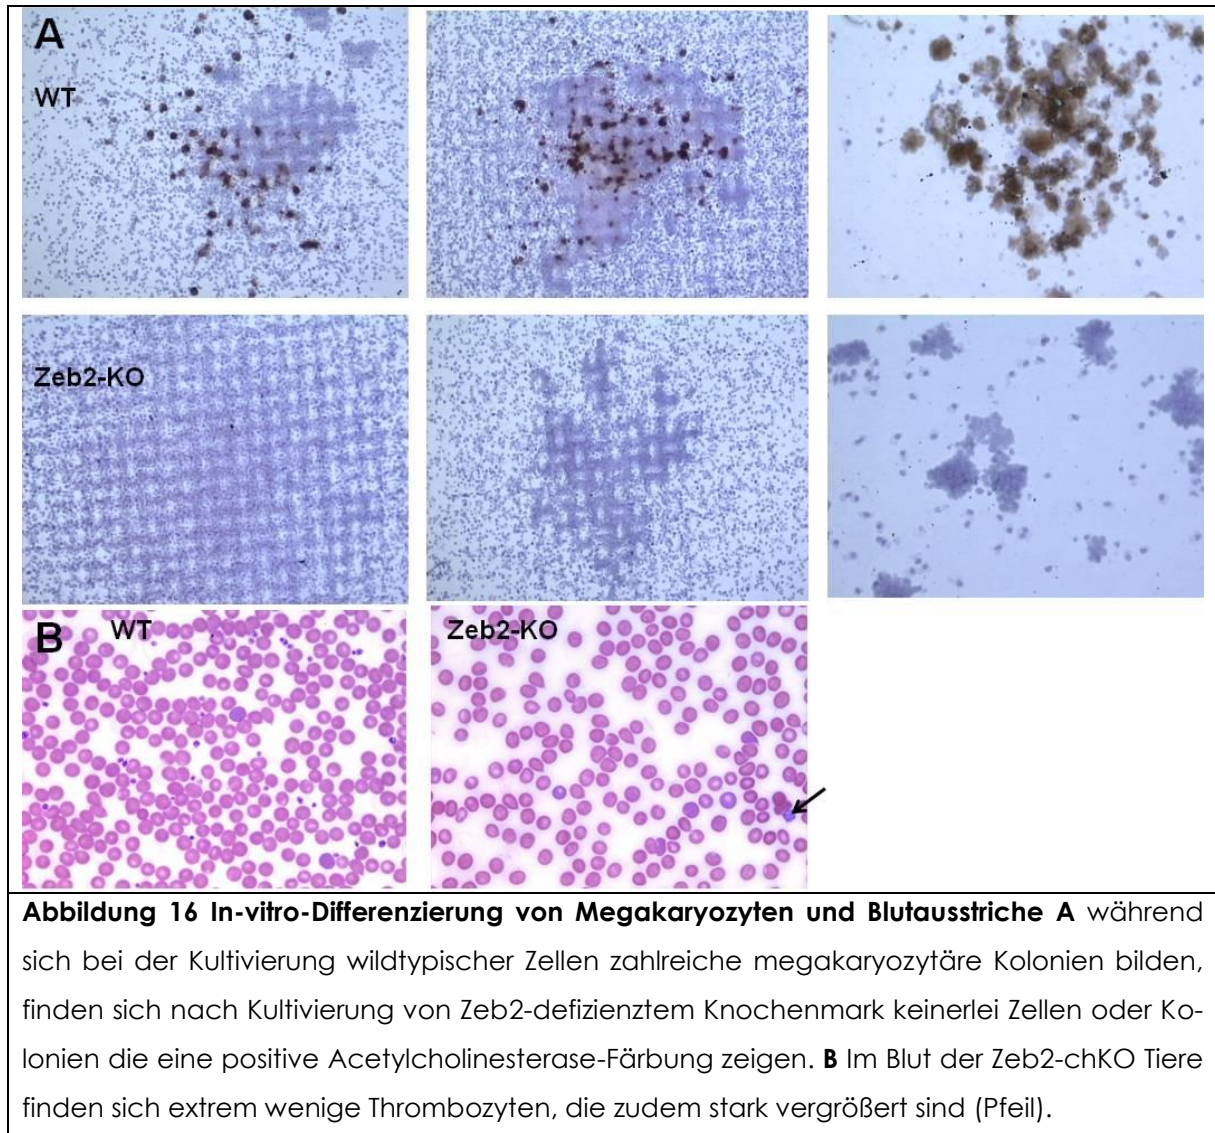 A
WT
Zeb2-KO
B WT
Zeb2-KO
Abbildung 16 In-vitro-Differenzierung von Megakaryozyten und Blutausstriche A während
sich bei der Kultivierung wildtypischer Zellen zahlreiche megakaryozytäre Kolonien bilden,
finden sich nach Kultivierung von Zeb2-defizienztem Knochenmark keinerlei Zellen oder Ko-
lonien die eine positive Acetylcholinesterase-Färbung zeigen. B Im Blut der Zeb2-chKO Tiere
finden sich extrem wenige Thrombozyten, die zudem stark vergrößert sind (Pfeil).